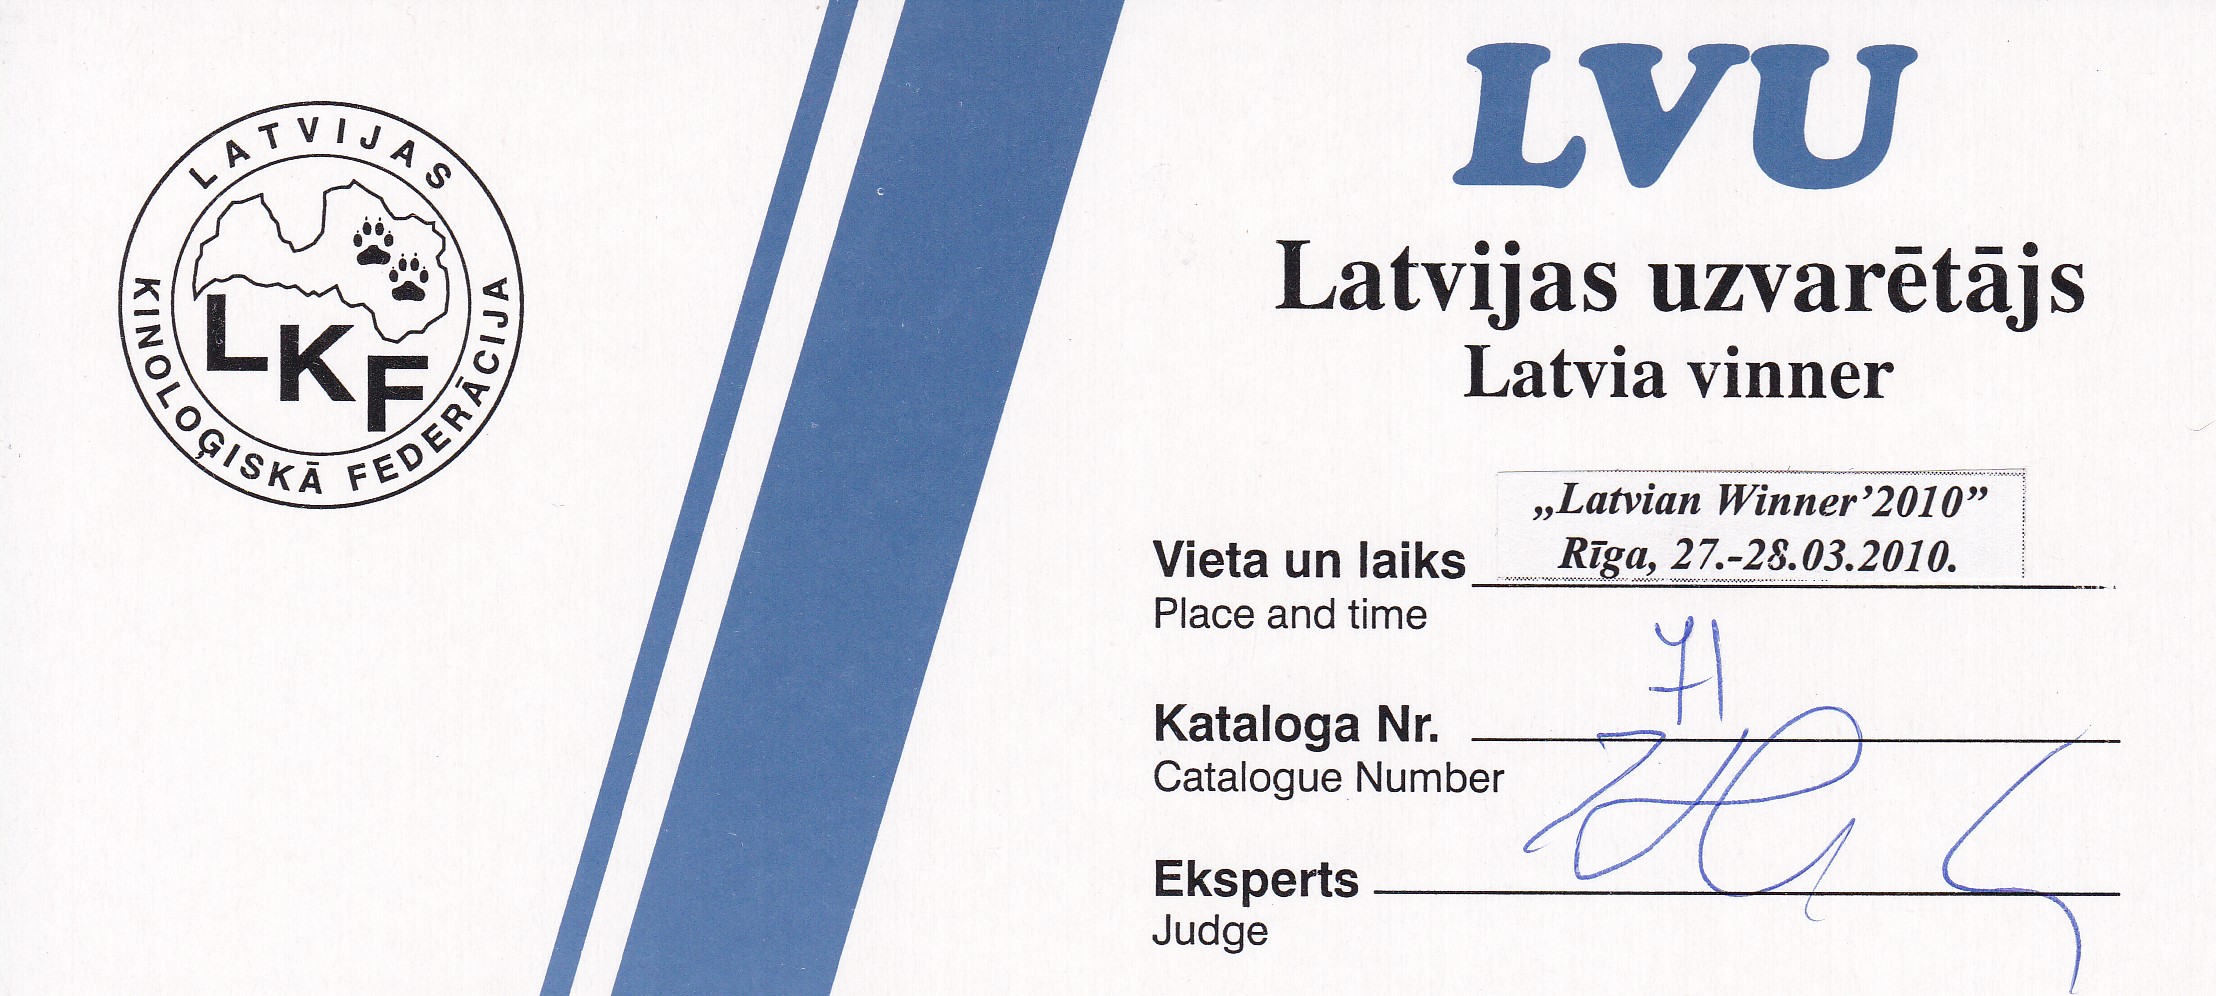 LATVIJAS
KINOLOĢISKĀ FEDERĀCIJA
LKF
LVU
Latvijas uzvarētājs
Latvia vinner
„Latvian Winner’2010”
Rīga, 27.-28.03.2010.
Vieta un laiks
Place and time
71
Kataloga Nr.
Catalogue Number
Eksperts
Judge